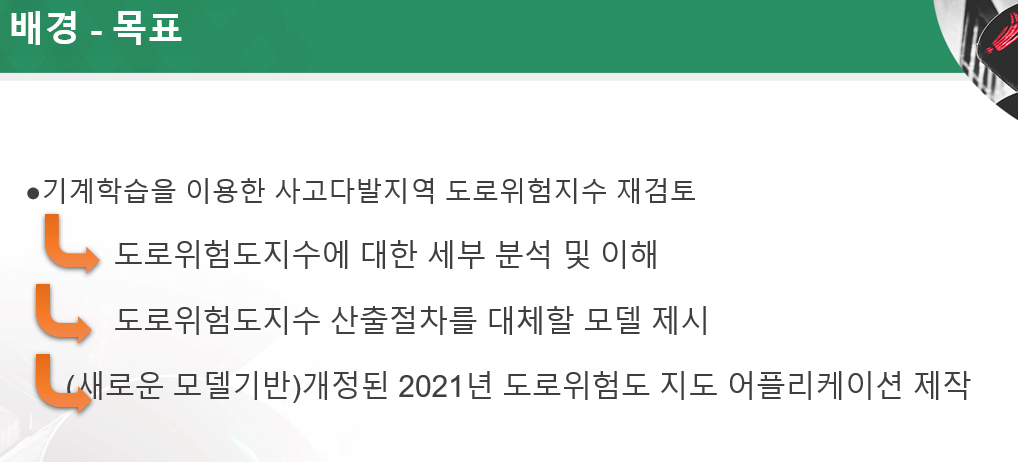 배경 - 목표
●기계학습을 이용한 사고다발지역 도로위험지수 재검토
도로위험도지수에 대한 세부 분석 및 이해
도로위험도지수 산출절차를 대체할 모델 제시
(새로운 모델기반)개정된 2021년 도로위험도 지도 어플리케이션 제작